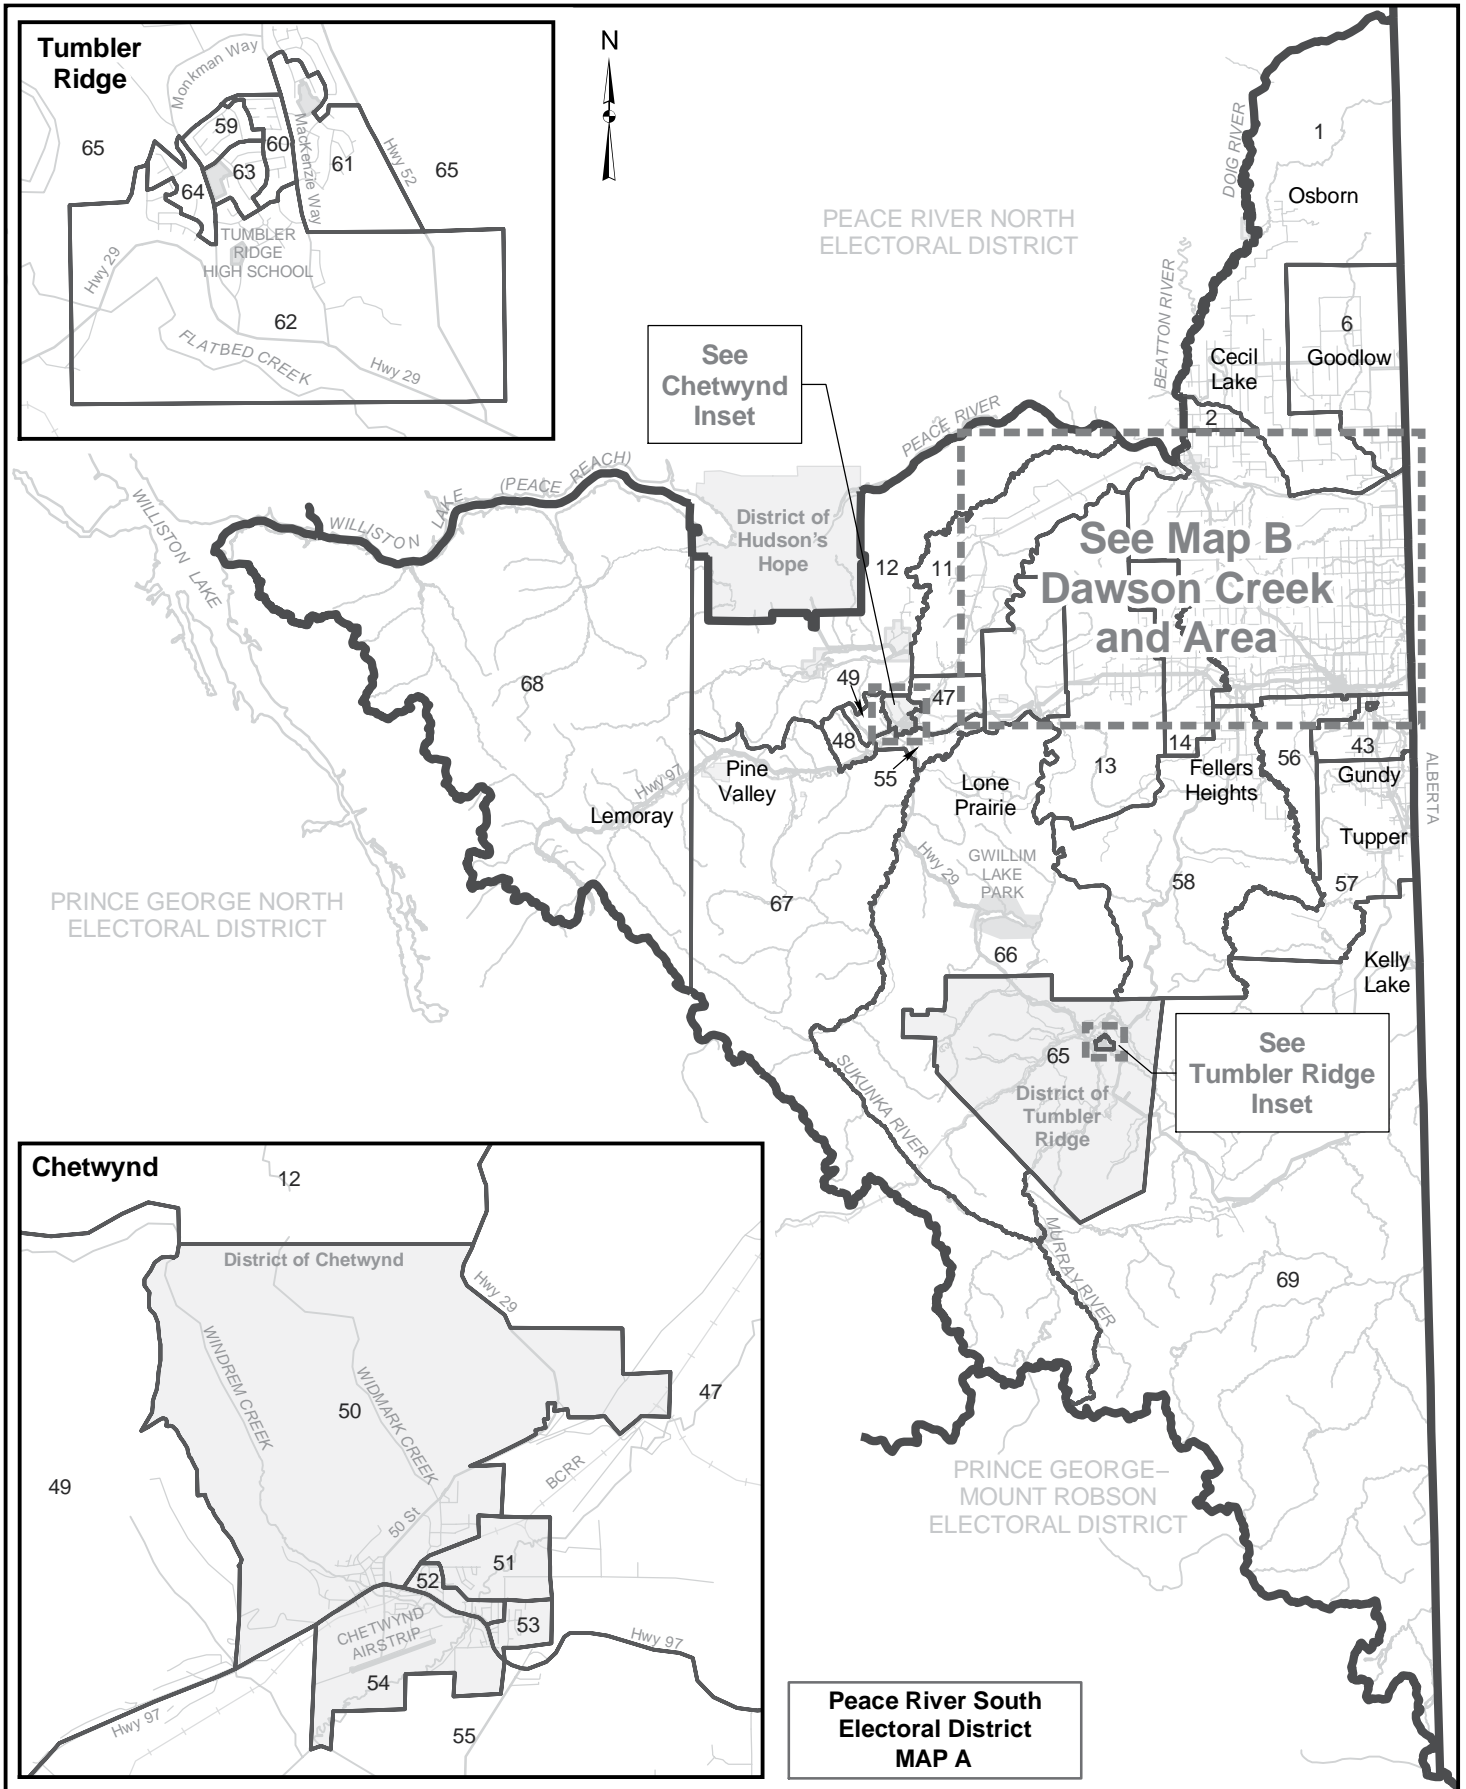 Tumbler
Ridge
Monkman Way
59
60
65
63
61
65
64
MacKenzie Way
Hwy 52
TUMBLER
RIDGE
HIGH SCHOOL
Hwy 29
62
FLATBED CREEK
Hwy 29
N
PEACE RIVER NORTH
ELECTORAL DISTRICT
DOIG RIVER
1
Osborn
BEATTON RIVER
6
Goodlow
Cecil
Lake
2
See
Chetwynd
Inset
PEACE RIVER
WILLISTON LAKE (PEACE REACH)
WILLISTON LAKE
District of
Hudson's
Hope
12
11
See Map B
Dawson Creek
and Area
68
49
47
48
55
14
13
56
43
Fellers
Heights
Gundy
ALBERTA
Pine
Valley
Hwy 97
Lemoray
Lone
Prairie
Tupper
Hwy 29
GWILLIM
LAKE
PARK
58
57
67
66
Kelly
Lake
PRINCE GEORGE NORTH
ELECTORAL DISTRICT
65
See
Tumbler Ridge
Inset
District of
Tumbler
Ridge
SUKUNKA RIVER
MURRAY RIVER
69
PRINCE GEORGE–
MOUNT ROBSON
ELECTORAL DISTRICT
Chetwynd
12
District of Chetwynd
Hwy 29
WINDREM CREEK
WIDMARK CREEK
50
47
49
BCRR
50 St
51
52
53
CHETWYND
AIRSTRIP
Hwy 97
54
Hwy 97
55
Peace River South
Electoral District
MAP A